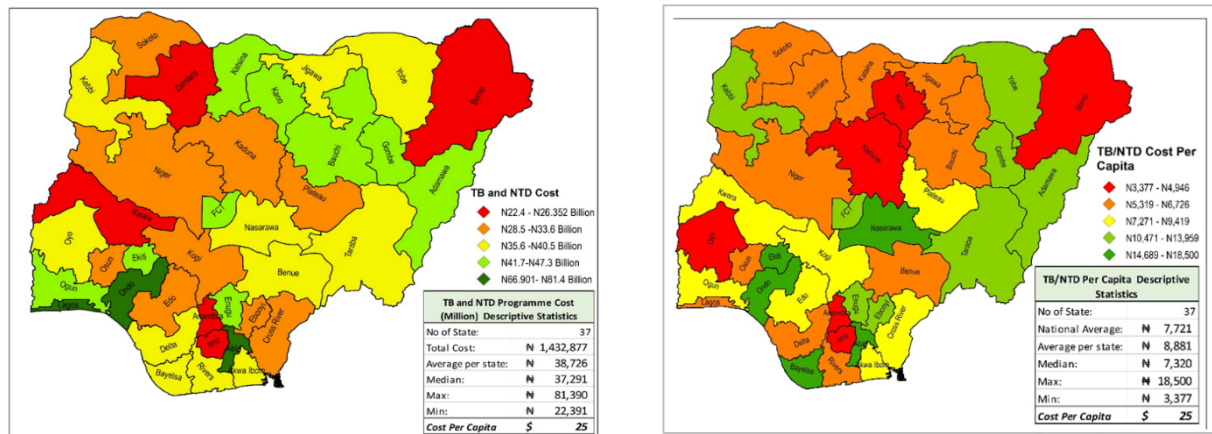 Sokoto
Zamfara
Katsina
Kebbi
Kano
Jigawa
Yobe
Borno
Kaduna
Bauchi
Gombe
Adamawa
Niger
Plateau
FCT
Kwara
Nasarawa
Taraba
Oyo
Kogi
Benue
Osun
Ekiti
Ogun
Ondo
Edo
Lagos
Enugu
Anambra
Ebonyi
Cross River
Imo
Abia
Delta
Bayelsa
Rivers
Akwa Ibom
TB and NTD Cost
N22.4 - N26.352 Billion
N28.5 - N33.6 Billion
N35.6 - N40.5 Billion
N41.7-N47.3 Billion
N66.901- N81.4 Billion
TB and NTD Programme Cost
(Million) Descriptive Statistics
No of State: 37
Total Cost: ₦ 1,432,877
Average per state: ₦ 38,726
Median: ₦ 37,291
Max: ₦ 81,390
Min: ₦ 22,391
Cost Per Capita $ 25
Sokoto
Zamfara
Katsina
Kebbi
Kano
Jigawa
Yobe
Borno
Kaduna
Bauchi
Gombe
Adamawa
Niger
Plateau
FCT
Kwara
Nasarawa
Taraba
Oyo
Kogi
Benue
Osun
Ekiti
Ogun
Ondo
Edo
Lagos
Enugu
Anambra
Ebonyi
Cross River
Imo
Abia
Delta
Bayelsa
Rivers
Akwa Ibom
TB/NTD Cost Per
Capita
N3,377 - N4,946
N5,319 - N6,726
N7,271 - N9,419
N10,471 - N13,959
N14,689 - N18,500
TB/NTD Per Capita Descriptive
Statistics
No of State: 37
National Average: ₦ 7,721
Average per state: ₦ 8,881
Median: ₦ 7,320
Max: ₦ 18,500
Min: ₦ 3,377
Cost Per Capita $ 25